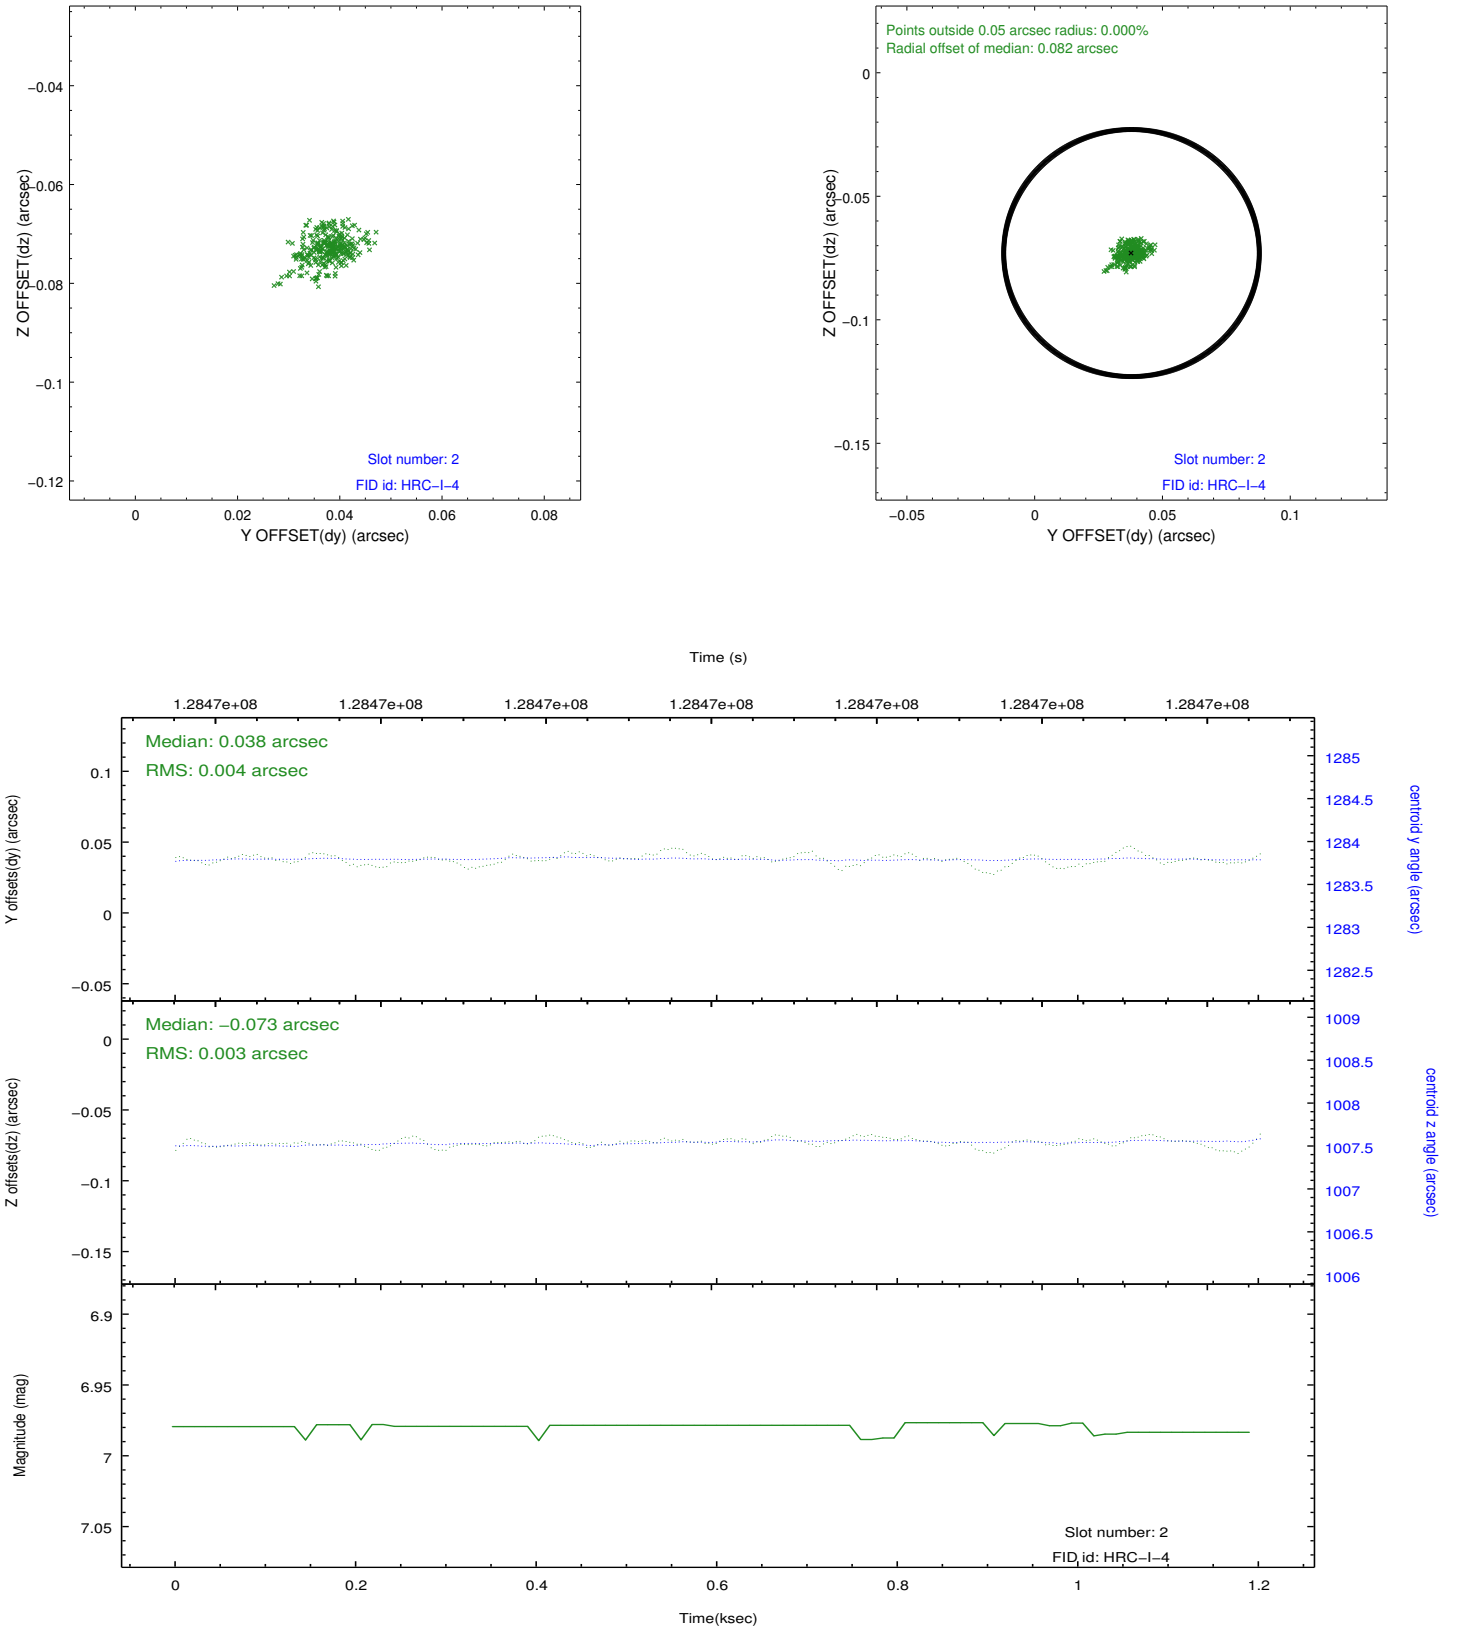 −0.04
−0.06
−0.08
−0.1
−0.12
Z OFFSET(dz) (arcsec)
0 0.02 0.04 0.06 0.08
Y OFFSET(dy) (arcsec)
Slot number: 2
FID id: HRC−I−4
Points outside 0.05 arcsec radius: 0.000%
Radial offset of median: 0.082 arcsec
0
−0.05
−0.1
−0.15
Z OFFSET(dz) (arcsec)
−0.05 0 0.05 0.1
Y OFFSET(dy) (arcsec)
Slot number: 2
FID id: HRC−I−4
Time (s)
1.2847e+08 1.2847e+08 1.2847e+08 1.2847e+08 1.2847e+08 1.2847e+08 1.2847e+08
Median: 0.038 arcsec
RMS: 0.004 arcsec
0.1
0.05
0
−0.05
Y offsets(dy) (arcsec)
1285
1284.5
1284
1283.5
1283
1282.5
centroid y angle (arcsec)
Median: −0.073 arcsec
RMS: 0.003 arcsec
0
−0.05
−0.1
−0.15
Z offsets(dz) (arcsec)
1009
1008.5
1008
1007.5
1007
1006.5
1006
centroid z angle (arcsec)
6.9
6.95
7
7.05
Magnitude (mag)
Slot number: 2
FID id: HRC−I−4
0 0.2 0.4 0.6 0.8 1 1.2
Time(ksec)